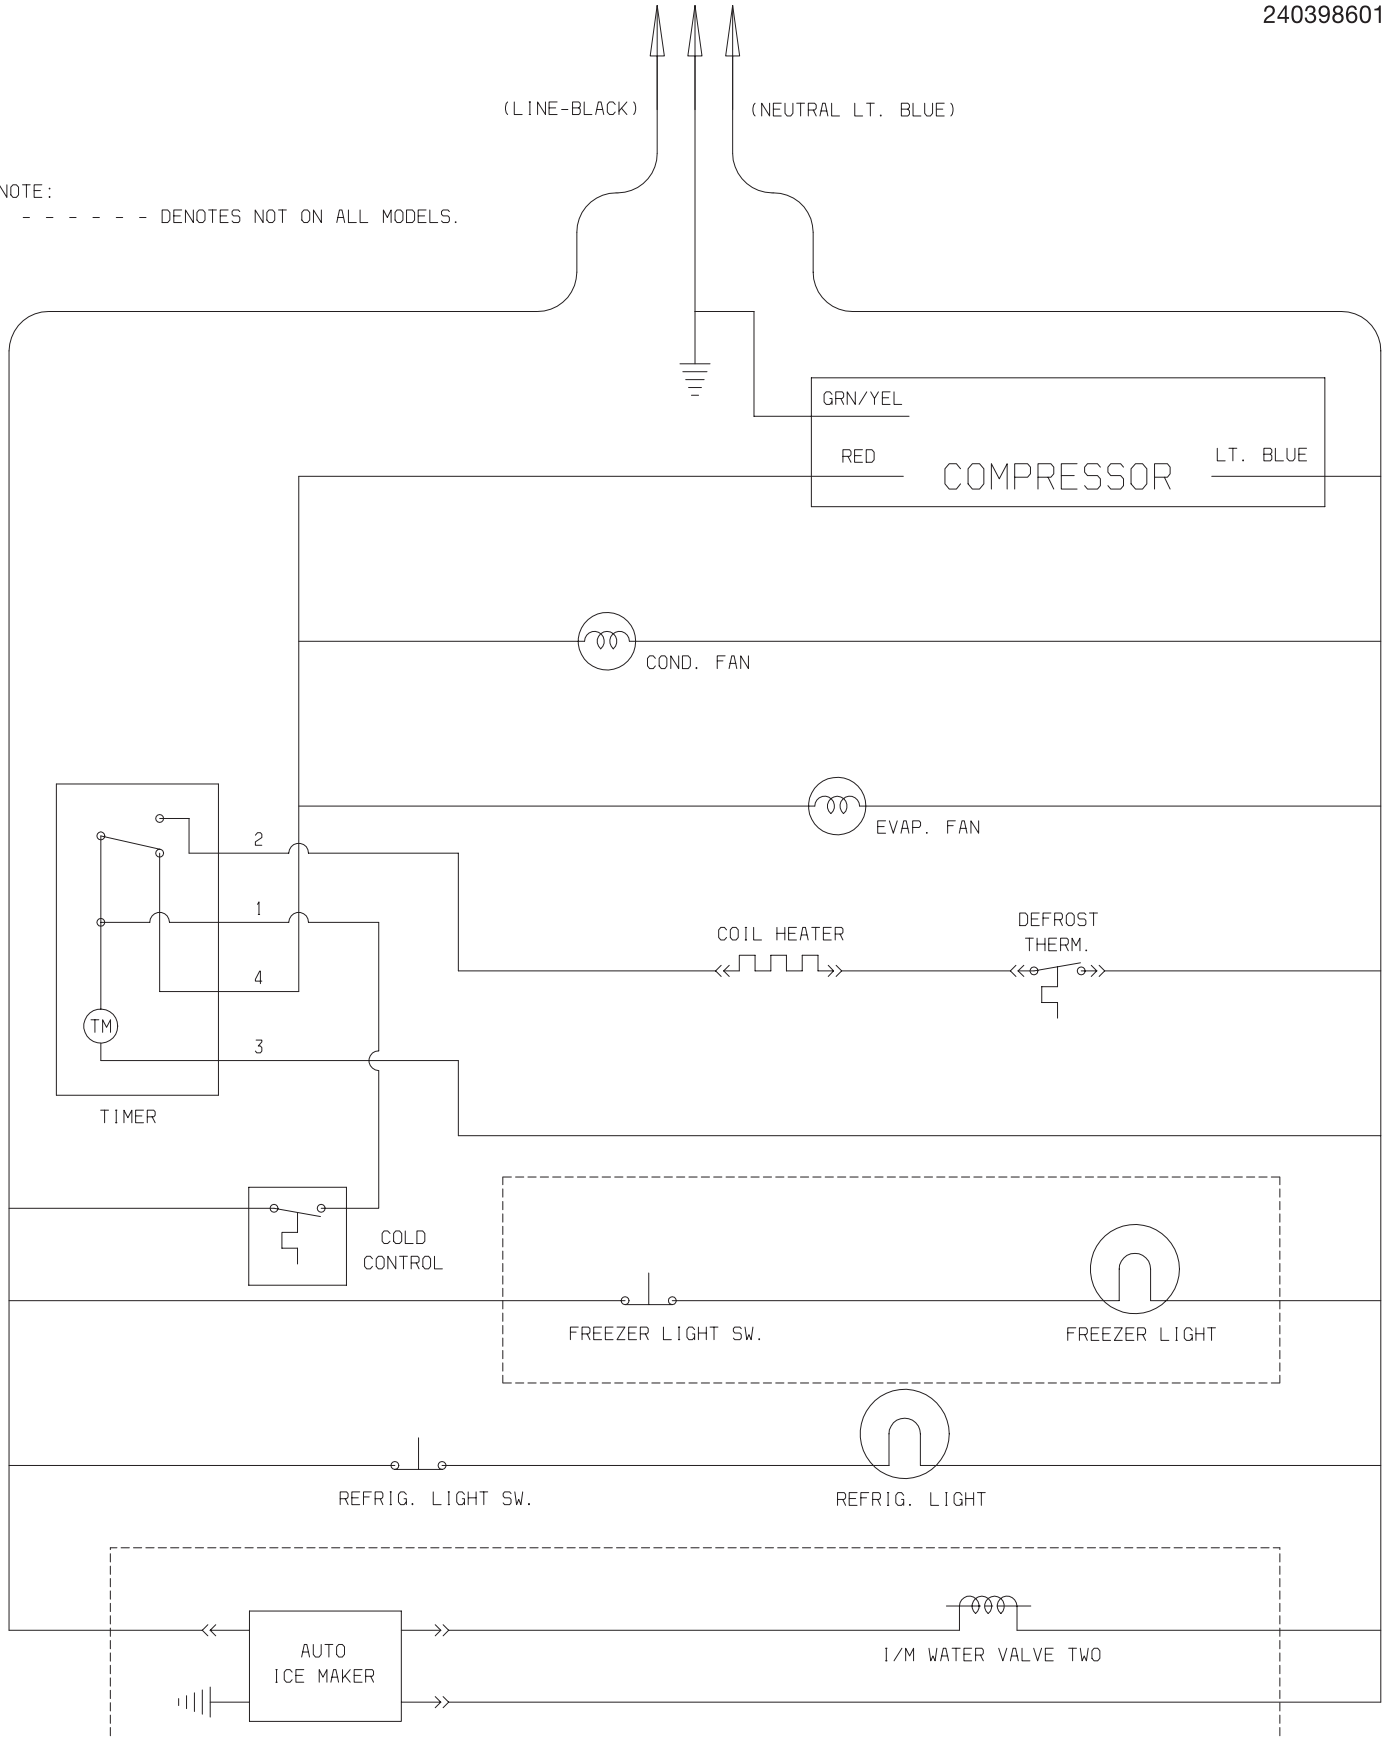 240398601
(LINE-BLACK)
(NEUTRAL LT. BLUE)
NOTE:
- - - - - - DENOTES NOT ON ALL MODELS.
GRN/YEL
RED
COMPRESSOR
LT. BLUE
COND. FAN
EVAP. FAN
2
1
4
3
TM
TIMER
COIL HEATER
DEFROST
THERM.
COLD
CONTROL
FREEZER LIGHT SW.
FREEZER LIGHT
REFRIG. LIGHT SW.
REFRIG. LIGHT
AUTO
ICE MAKER
I/M WATER VALVE TWO